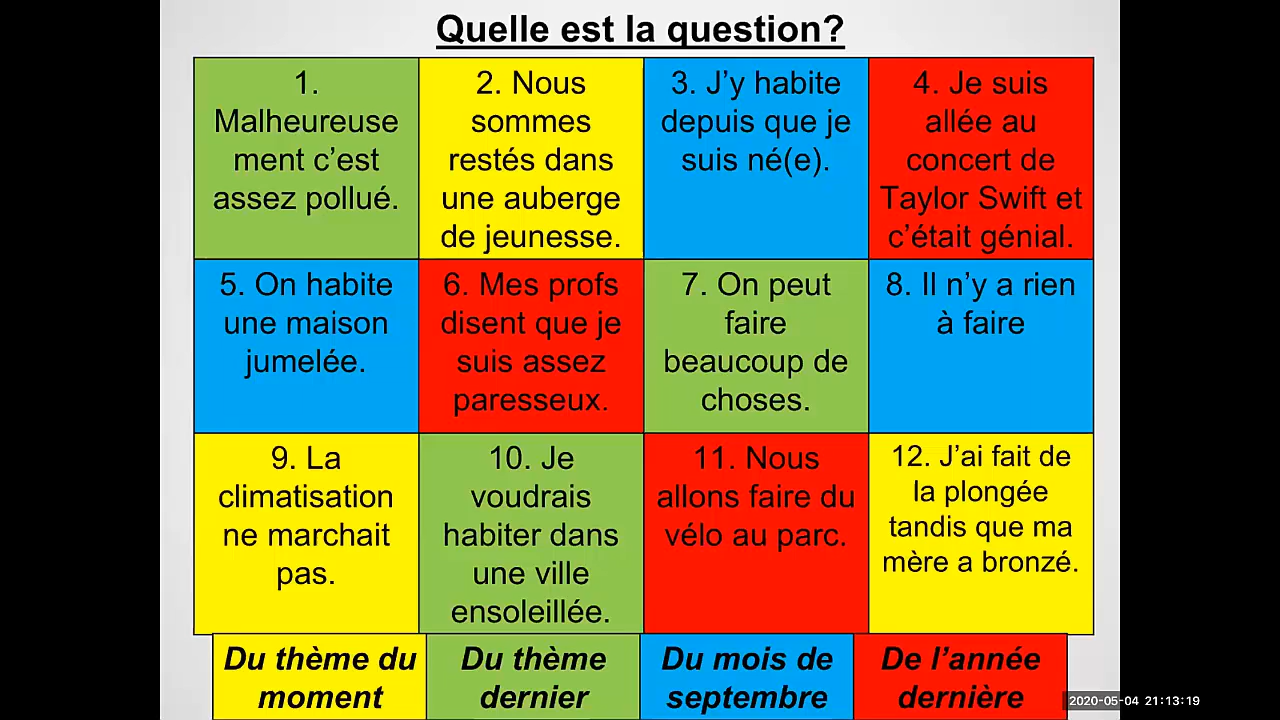 Quelle est la question?
1.
Malheureuse
ment c’est
assez pollué.
2. Nous
sommes
restés dans
une auberge
de jeunesse.
3. J’y habite
depuis que je
suis né(e).
4. Je suis
allée au
concert de
Taylor Swift et
c’était génial.
5. On habite
une maison
jumelée.
6. Mes profs
disent que je
suis assez
paresseux.
7. On peut
faire
beaucoup de
choses.
8. Il n’y a rien
à faire
9. La
climatisation
ne marchait
pas.
10. Je
voudrais
habiter dans
une ville
ensoleillée.
11. Nous
allons faire du
vélo au parc.
12. J’ai fait de
la plongée
tandis que ma
mère a bronzé.
Du thème du
moment
Du thème
dernier
Du mois de
septembre
De l’année
dernière
2020-05-04 21:13:19